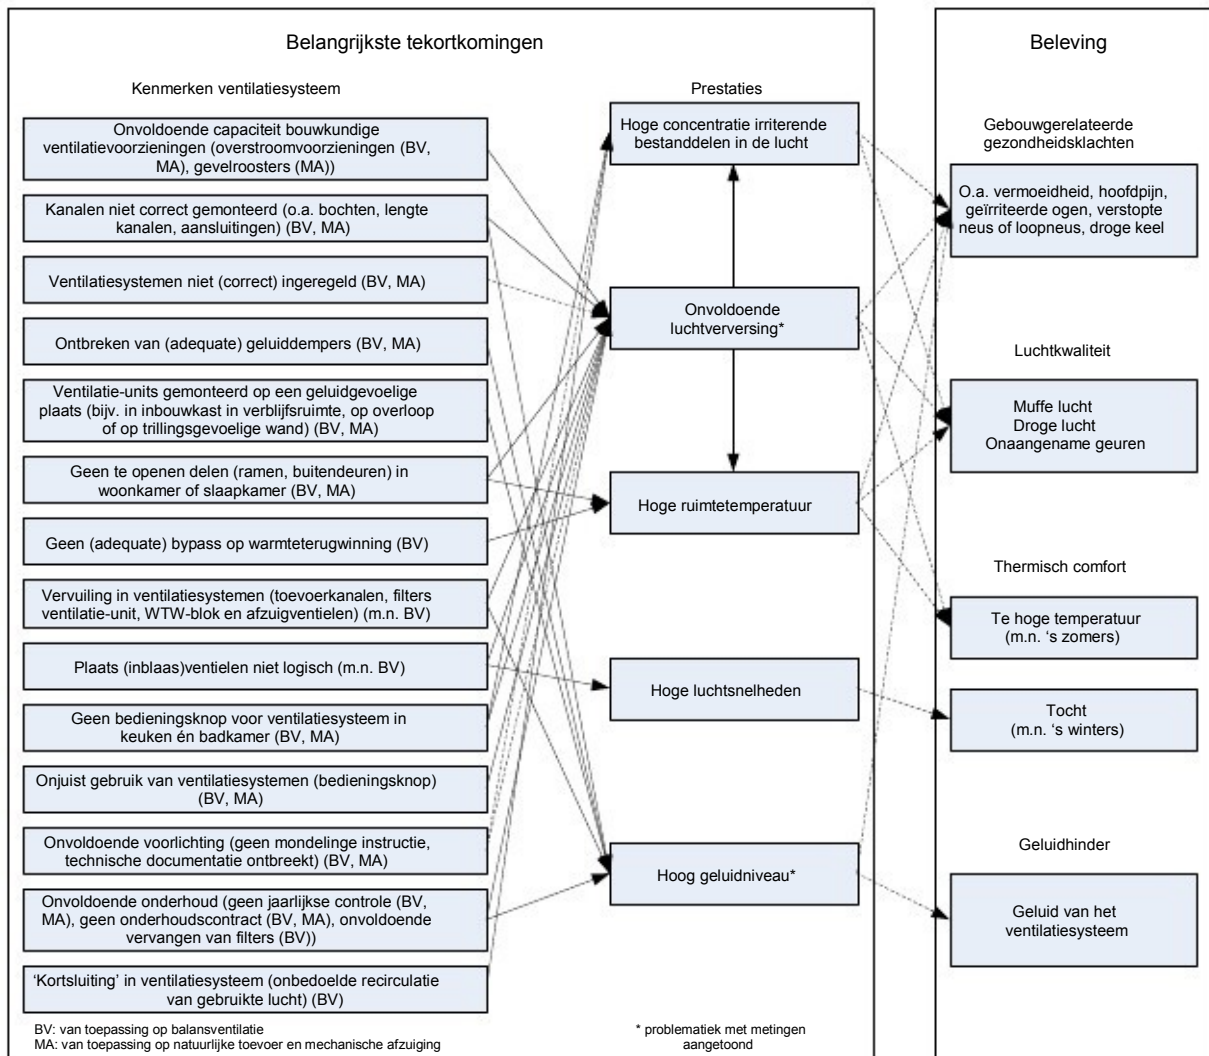 Belangrijkste tekortkomingen
Kenmerken ventilatiesysteem
Onvoldoende capaciteit bouwkundige
ventilatievoorzieningen (overstroomvoorzieningen (BV,
MA), gevelroosters (MA))
Kanalen niet correct gemonteerd (o.a. bochten, lengte
kanalen, aansluitingen) (BV, MA)
Ventilatiesystemen niet (correct) ingeregeld (BV, MA)
Ontbreken van (adequate) geluiddempers (BV, MA)
Ventilatie-units gemonteerd op een geluidgevoelige
plaats (bijv. in inbouwkast in verblijfsruimte, op overloop
of op trillingsgevoelige wand) (BV, MA)
Geen te openen delen (ramen, buitendeuren) in
woonkamer of slaapkamer (BV, MA)
Geen (adequate) bypass op warmteterugwinning (BV)
Vervuiling in ventilatiesystemen (toevoerkanalen, filters
ventilatie-unit, WTW-blok en afzuigventielen) (m.n. BV)
Plaats (inblaas)ventielen niet logisch (m.n. BV)
Geen bedieningsknop voor ventilatiesysteem in
keuken én badkamer (BV, MA)
Onjuist gebruik van ventilatiesystemen (bedieningsknop)
(BV, MA)
Onvoldoende voorlichting (geen mondelinge instructie,
technische documentatie ontbreekt) (BV, MA)
Onvoldoende onderhoud (geen jaarlijkse controle (BV,
MA), geen onderhoudscontract (BV, MA), onvoldoende
vervangen van filters (BV))
‘Kortsluiting’ in ventilatiesysteem (onbedoelde recirculatie
van gebruikte lucht) (BV)
BV: van toepassing op balansventilatie
MA: van toepassing op natuurlijke toevoer en mechanische afzuiging
Prestaties
Hoge concentratie irriterende
bestanddelen in de lucht
Onvoldoende
luchtverversing*
Hoge ruimtetemperatuur
Hoge luchtsnelheden
Hoog geluidniveau*
* problematiek met metingen
aangetoond
Beleving
Gebouwgerelateerde
gezondheidsklachten
O.a. vermoeidheid, hoofdpijn,
geïrriteerde ogen, verstopte
neus of loopneus, droge keel
Luchtkwaliteit
Muffe lucht
Droge lucht
Onaangename geuren
Thermisch comfort
Te hoge temperatuur
(m.n. ‘s zomers)
Tocht
(m.n. ‘s winters)
Geluidhinder
Geluid van het
ventilatiesysteem